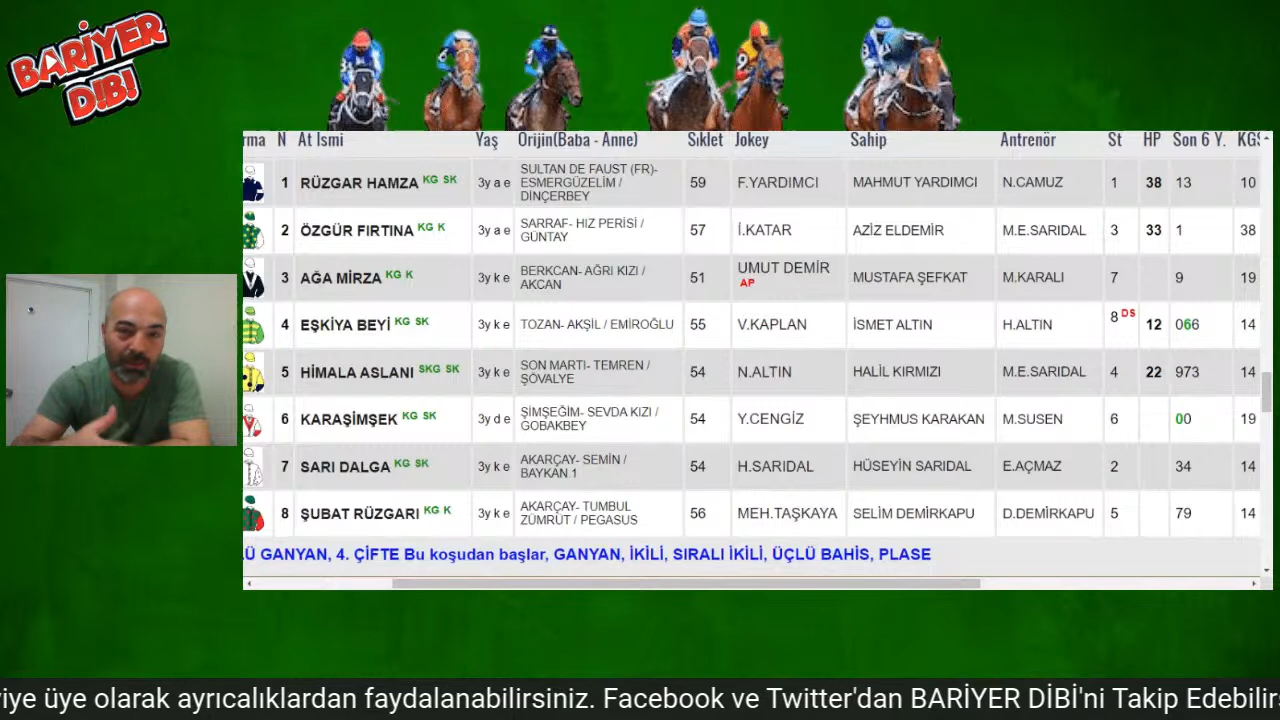 BARİYER
DİBİ
rma N At İsmi Yaş Orijin(Baba - Anne) Sıklet Jokey Sahip Antrenör St HP Son 6 Y. KGS
1 RÜZGAR HAMZA KG SK 3y a e SULTAN DE FAUST (FR)- ESMERGÜZELİM / DİNÇERBEY 59 F.YARDIMCI MAHMUT YARDIMCI N.CAMUZ 1 38 13 10
2 ÖZGÜR FIRTINA KG K 3y a e SARRAF- HIZ PERİSİ / GÜNTAY 57 İ.KATAR AZİZ ELDEMİR M.E.SARIDAL 3 33 1 38
3 AĞA MİRZA KG K 3y k e BERKCAN- AĞRI KIZI / AKCAN 51 UMUT DEMİR AP MUSTAFA ŞEFKAT M.KARALI 7 9 19
4 EŞKİYA BEYİ KG SK 3y k e TOZAN- AKŞİL / EMİROĞLU 55 V.KAPLAN İSMET ALTIN H.ALTIN 8 DS 12 066 14
5 HİMALA ASLANI SKG SK 3y k e SON MARTI- TEMREN / ŞÖVALYE 54 N.ALTIN HALİL KIRMIZI M.E.SARIDAL 4 22 973 14
6 KARAŞİMŞEK KG SK 3y d e ŞİMŞEĞİM- SEVDA KIZI / GOBAKBEY 54 Y.CENGİZ ŞEYHMUS KARAKAN M.SUSEN 6 00 19
7 SARI DALGA KG SK 3y k e AKARÇAY- SEMİN / BAYKAN.1 54 H.SARIDAL HÜSEYİN SARIDAL E.AÇMAZ 2 34 14
8 ŞUBAT RÜZGARI KG K 3y k e AKARÇAY- TUMBUL ZÜMRÜT / PEGASUS 56 MEH.TAŞKAYA SELİM DEMİRKAPU D.DEMİRKAPU 5 79 14
LÜ GANYAN, 4. ÇİFTE Bu koşudan başlar, GANYAN, İKİLİ, SIRALI İKİLİ, ÜÇLÜ BAHİS, PLASE
iye üye olarak ayrıcalıklardan faydalanabilirsiniz. Facebook ve Twitter'dan BARİYER DİBİ'ni Takip Edebilirs